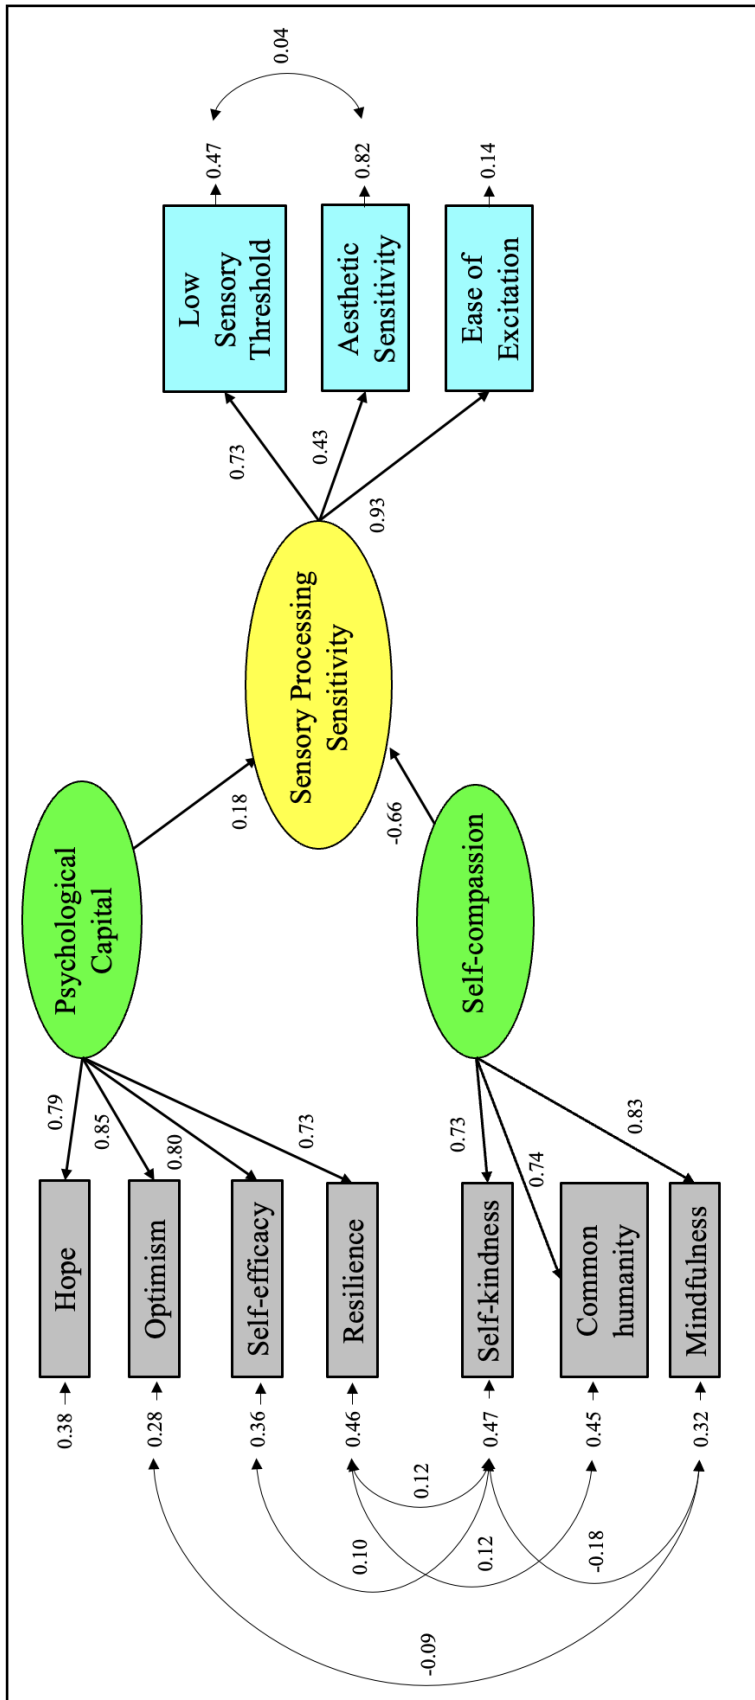 0.38
Hope
0.79
Psychological
Capital
0.28
Optimism
0.85
0.36
Self-efficacy
0.80
0.46
Resilience
0.73
0.18
0.47
Self-kindness
0.73
Self-compassion
0.45
Common
humanity
0.74
-0.66
0.32
Mindfulness
0.83
0.12
0.10
0.12
-0.18
-0.09
Sensory Processing
Sensitivity
0.73
Low
Sensory
Threshold
0.47
0.43
Aesthetic
Sensitivity
0.82
0.93
Ease of
Excitation
0.14
0.04